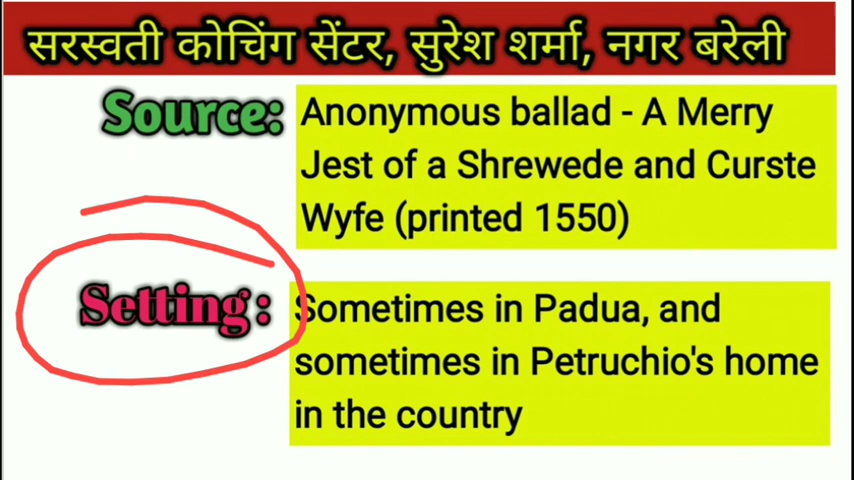 सरस्वती कोचिंग सेंटर, सुरेश शर्मा, नगर बरेली
Source: Anonymous ballad - A Merry
Jest of a Shrewede and Curste
Wyfe (printed 1550)
Setting: Sometimes in Padua, and
sometimes in Petruchio's home
in the country